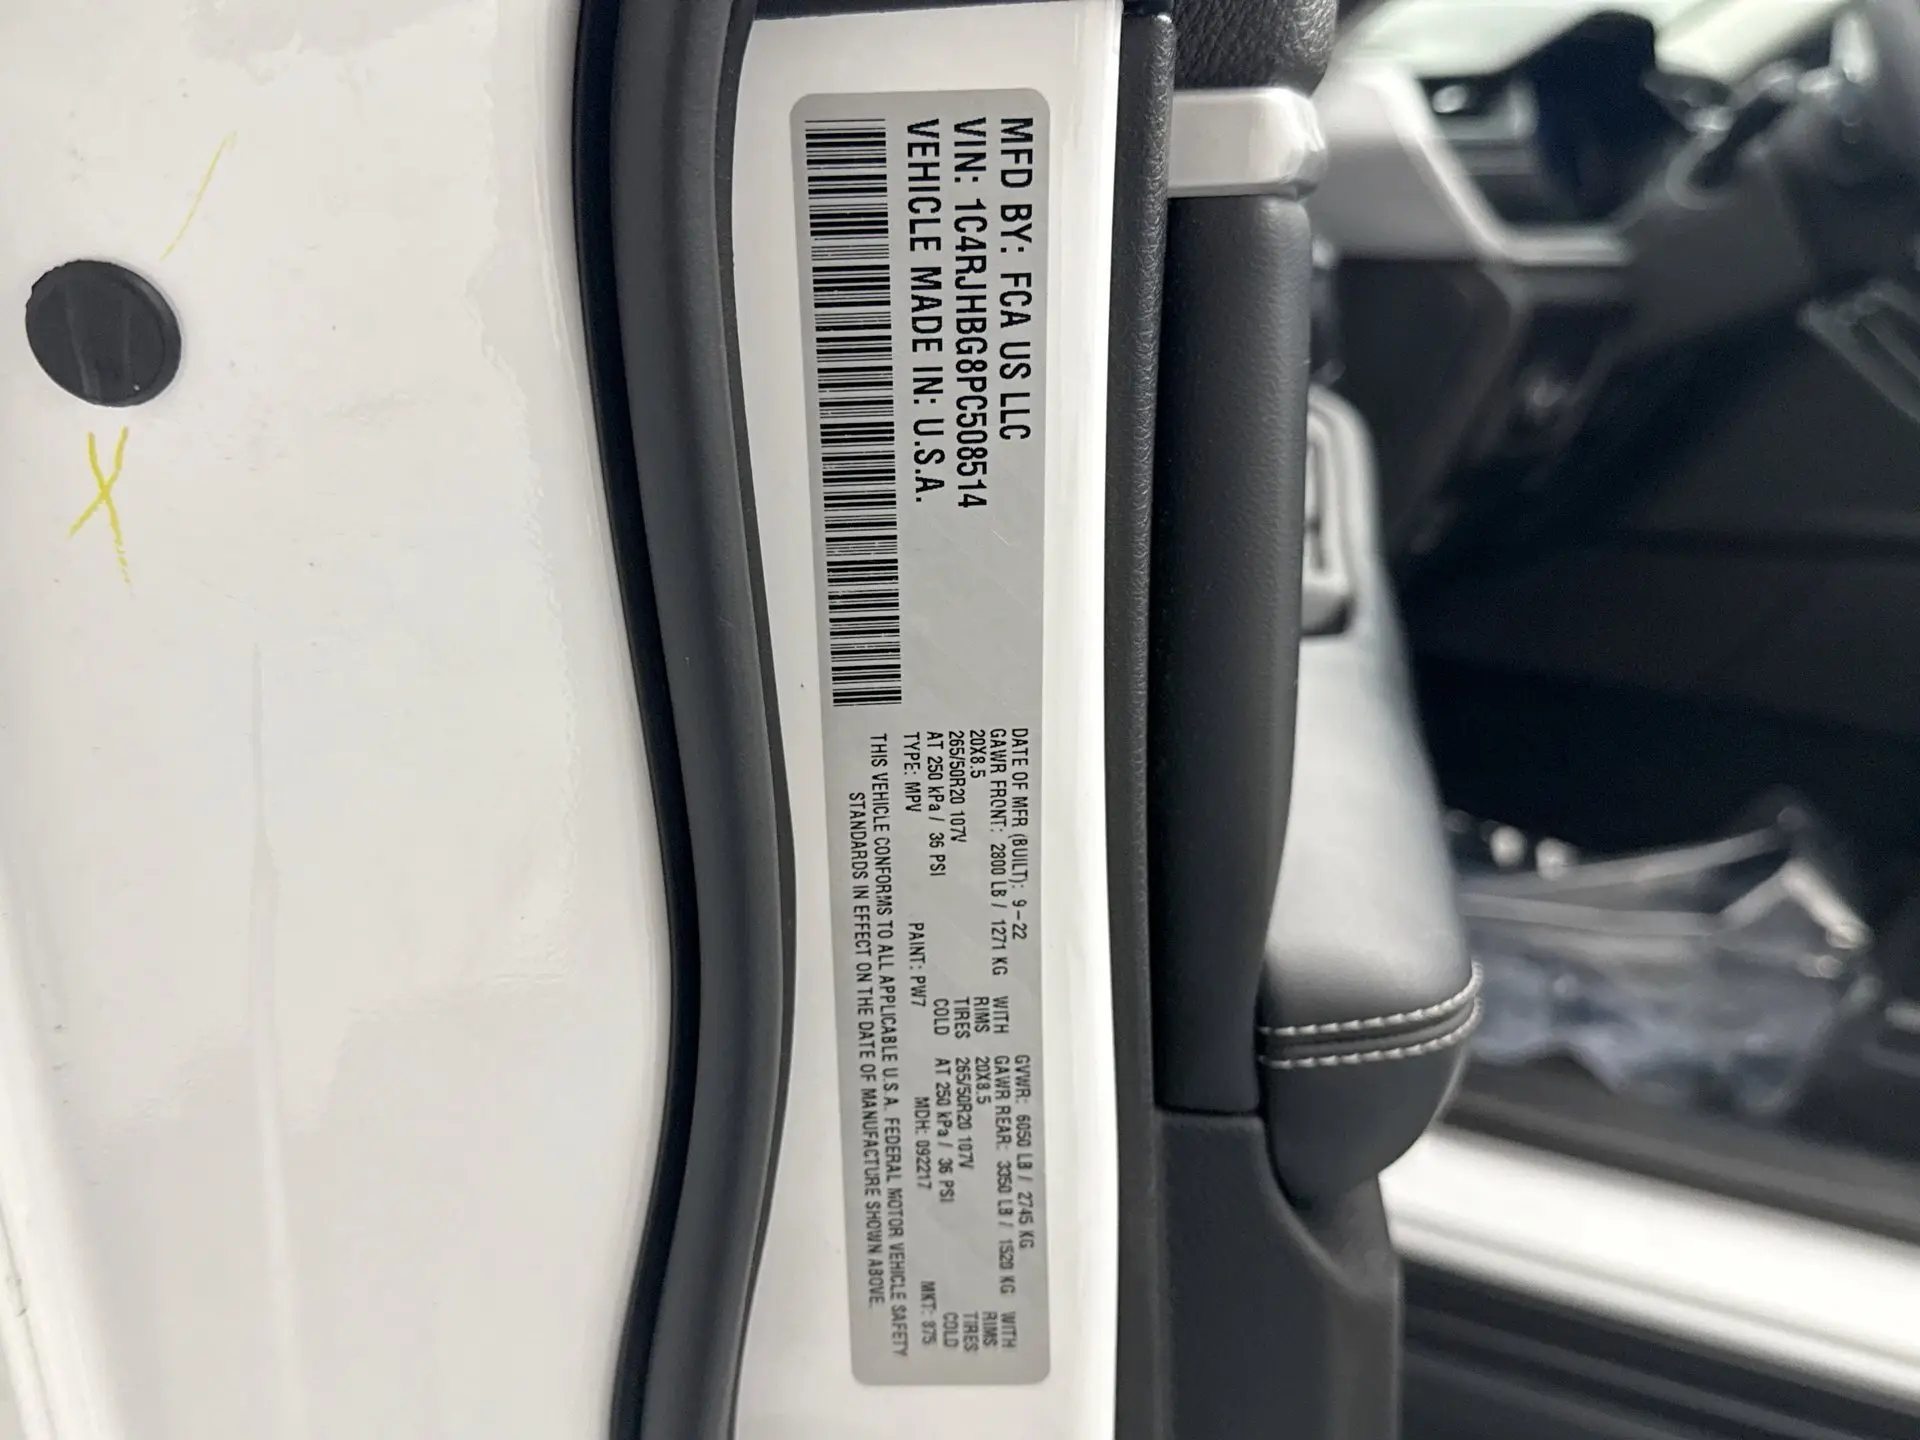 MFD BY: FCA US LLC
VIN: 1C4RJHBG8PC508514
VEHICLE MADE IN: U.S.A.
DATE OF MFR (BUILT): 9-22 GVWR: 6050 LB / 2745 KG
GAWR FRONT: 2800 LB / 1271 KG WITH GAWR REAR: 3350 LB / 1520 KG WITH
20X8.5 RIMS 20X8.5 RIMS
265/50R20 107V TIRES 265/50R20 107V TIRES
AT 250 kPa / 36 PSI COLD AT 250 kPa / 36 PSI COLD
TYPE: MPV PAINT: PW7 MDH: 092217 MKT: 875
THIS VEHICLE CONFORMS TO ALL APPLICABLE U.S.A. FEDERAL MOTOR VEHICLE SAFETY
STANDARDS IN EFFECT ON THE DATE OF MANUFACTURE SHOWN ABOVE.